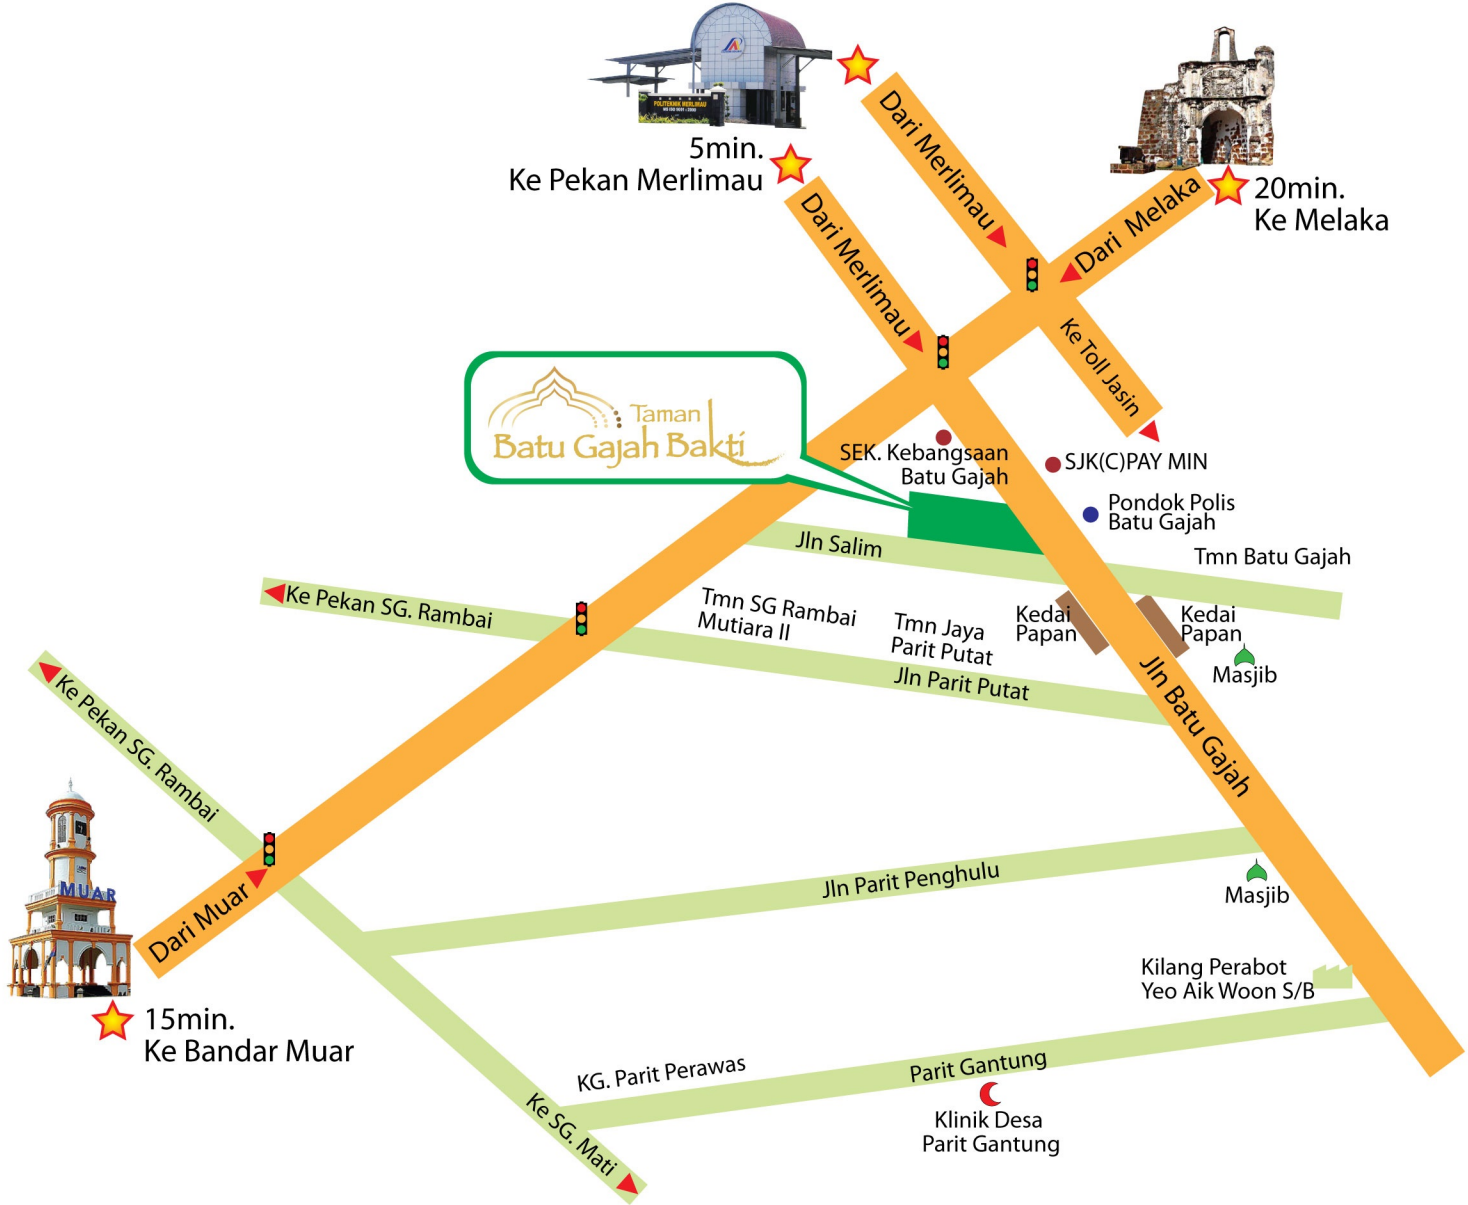 POLITEKNIK MERLIMAU
5min.
Ke Pekan Merlimau
Dari Merlimau
Dari Merlimau
Dari Melaka
20min.
Ke Melaka
Ke Toll Jasin
Taman
Batu Gajah Bakti
SEK. Kebangsaan
Batu Gajah
SJK(C)PAY MIN
Pondok Polis
Batu Gajah
Jln Salim
Tmn Batu Gajah
Ke Pekan SG. Rambai
Tmn SG Rambai
Mutiara II
Tmn Jaya
Parit Putat
Kedai
Papan
Kedai
Papan
Masjib
Jln Parit Putat
Jln Batu Gajah
Ke Pekan SG. Rambai
MUAR
Dari Muar
15min.
Ke Bandar Muar
Jln Parit Penghulu
Masjib
Kilang Perabot
Yeo Aik Woon S/B
KG. Parit Perawas
Parit Gantung
Klinik Desa
Parit Gantung
Ke SG. Mati